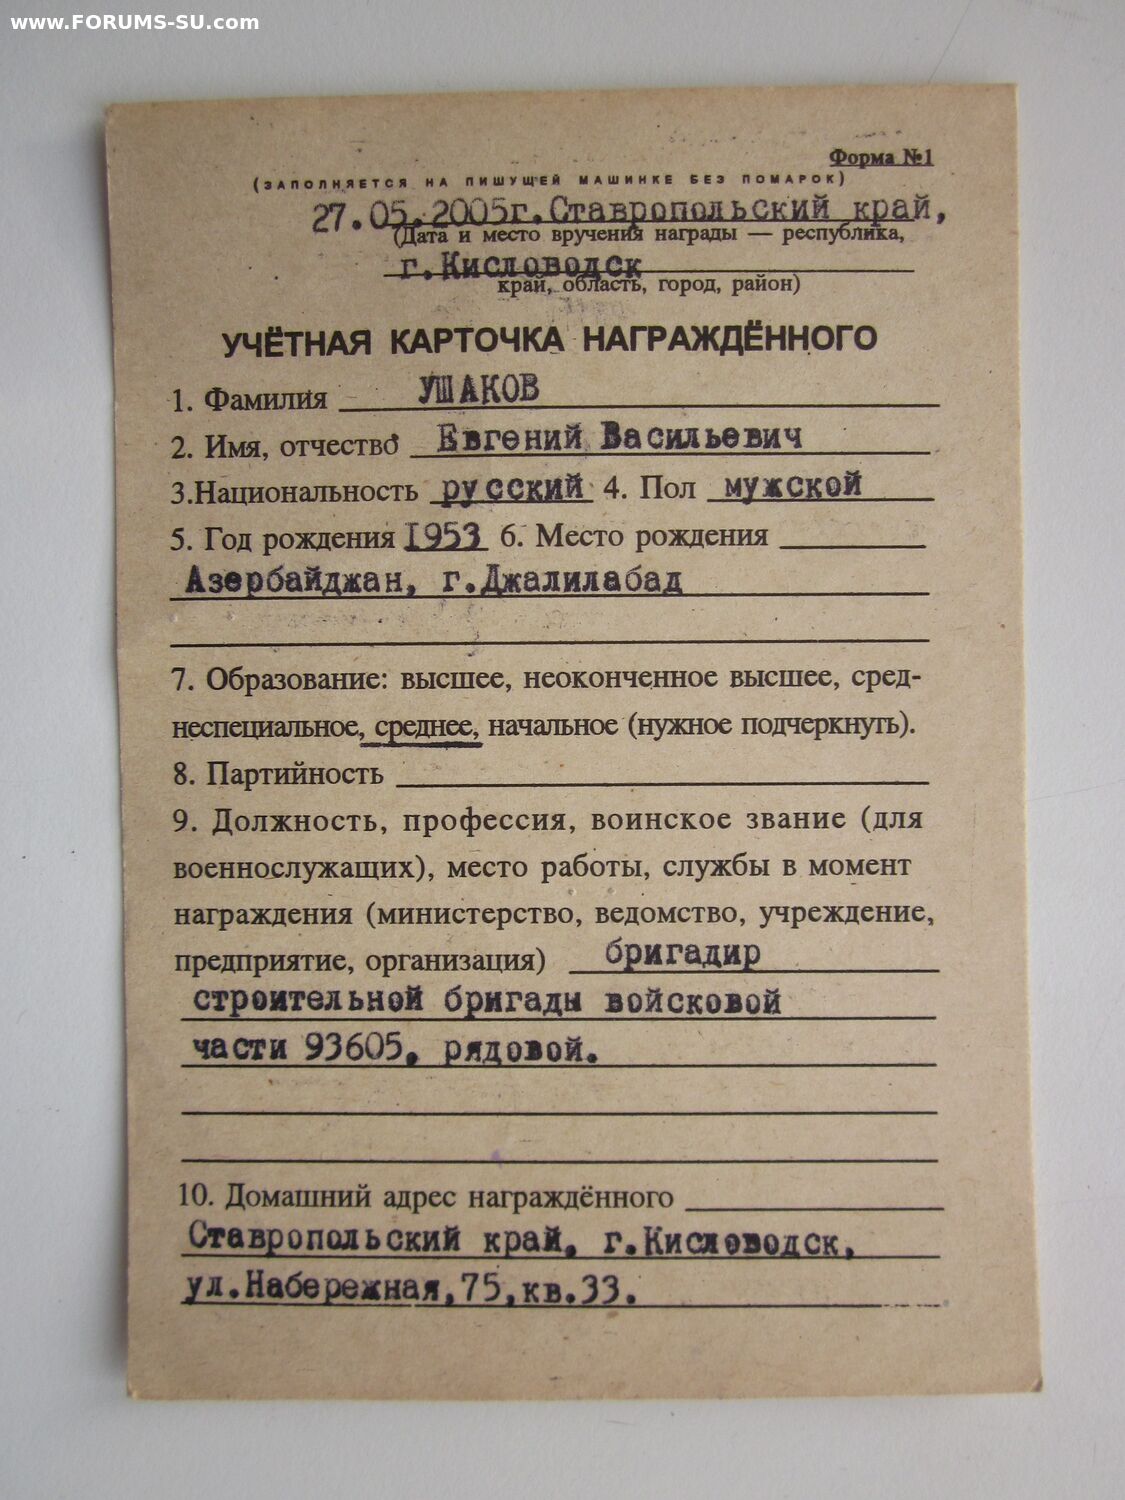 www.FORUMS-SU.com
Форма №1
(ЗАПОЛНЯЕТСЯ НА ПИШУЩЕЙ МАШИНКЕ БЕЗ ПОМАРОК)
27.05.2005г.Ставропольский край,
(Дата и место вручения награды — республика,
г.Кисловодск
край, область, город, район)
УЧЁТНАЯ КАРТОЧКА НАГРАЖДЁННОГО
1. Фамилия УШАКОВ
2. Имя, отчество Евгений Васильевич
3.Национальность русский 4. Пол мужской
5. Год рождения 1953 6. Место рождения
Азербайджан, г.Джалилабад
7. Образование: высшее, неоконченное высшее, сред-
неспециальное, среднее, начальное (нужное подчеркнуть).
8. Партийность
9. Должность, профессия, воинское звание (для
военнослужащих), место работы, службы в момент
награждения (министерство, ведомство, учреждение,
предприятие, организация) бригадир
строительной бригады войсковой
части 93605, рядовой.
10. Домашний адрес награждённого
Ставропольский край, г.Кисловодск,
ул.Набережная,75,кв.33.